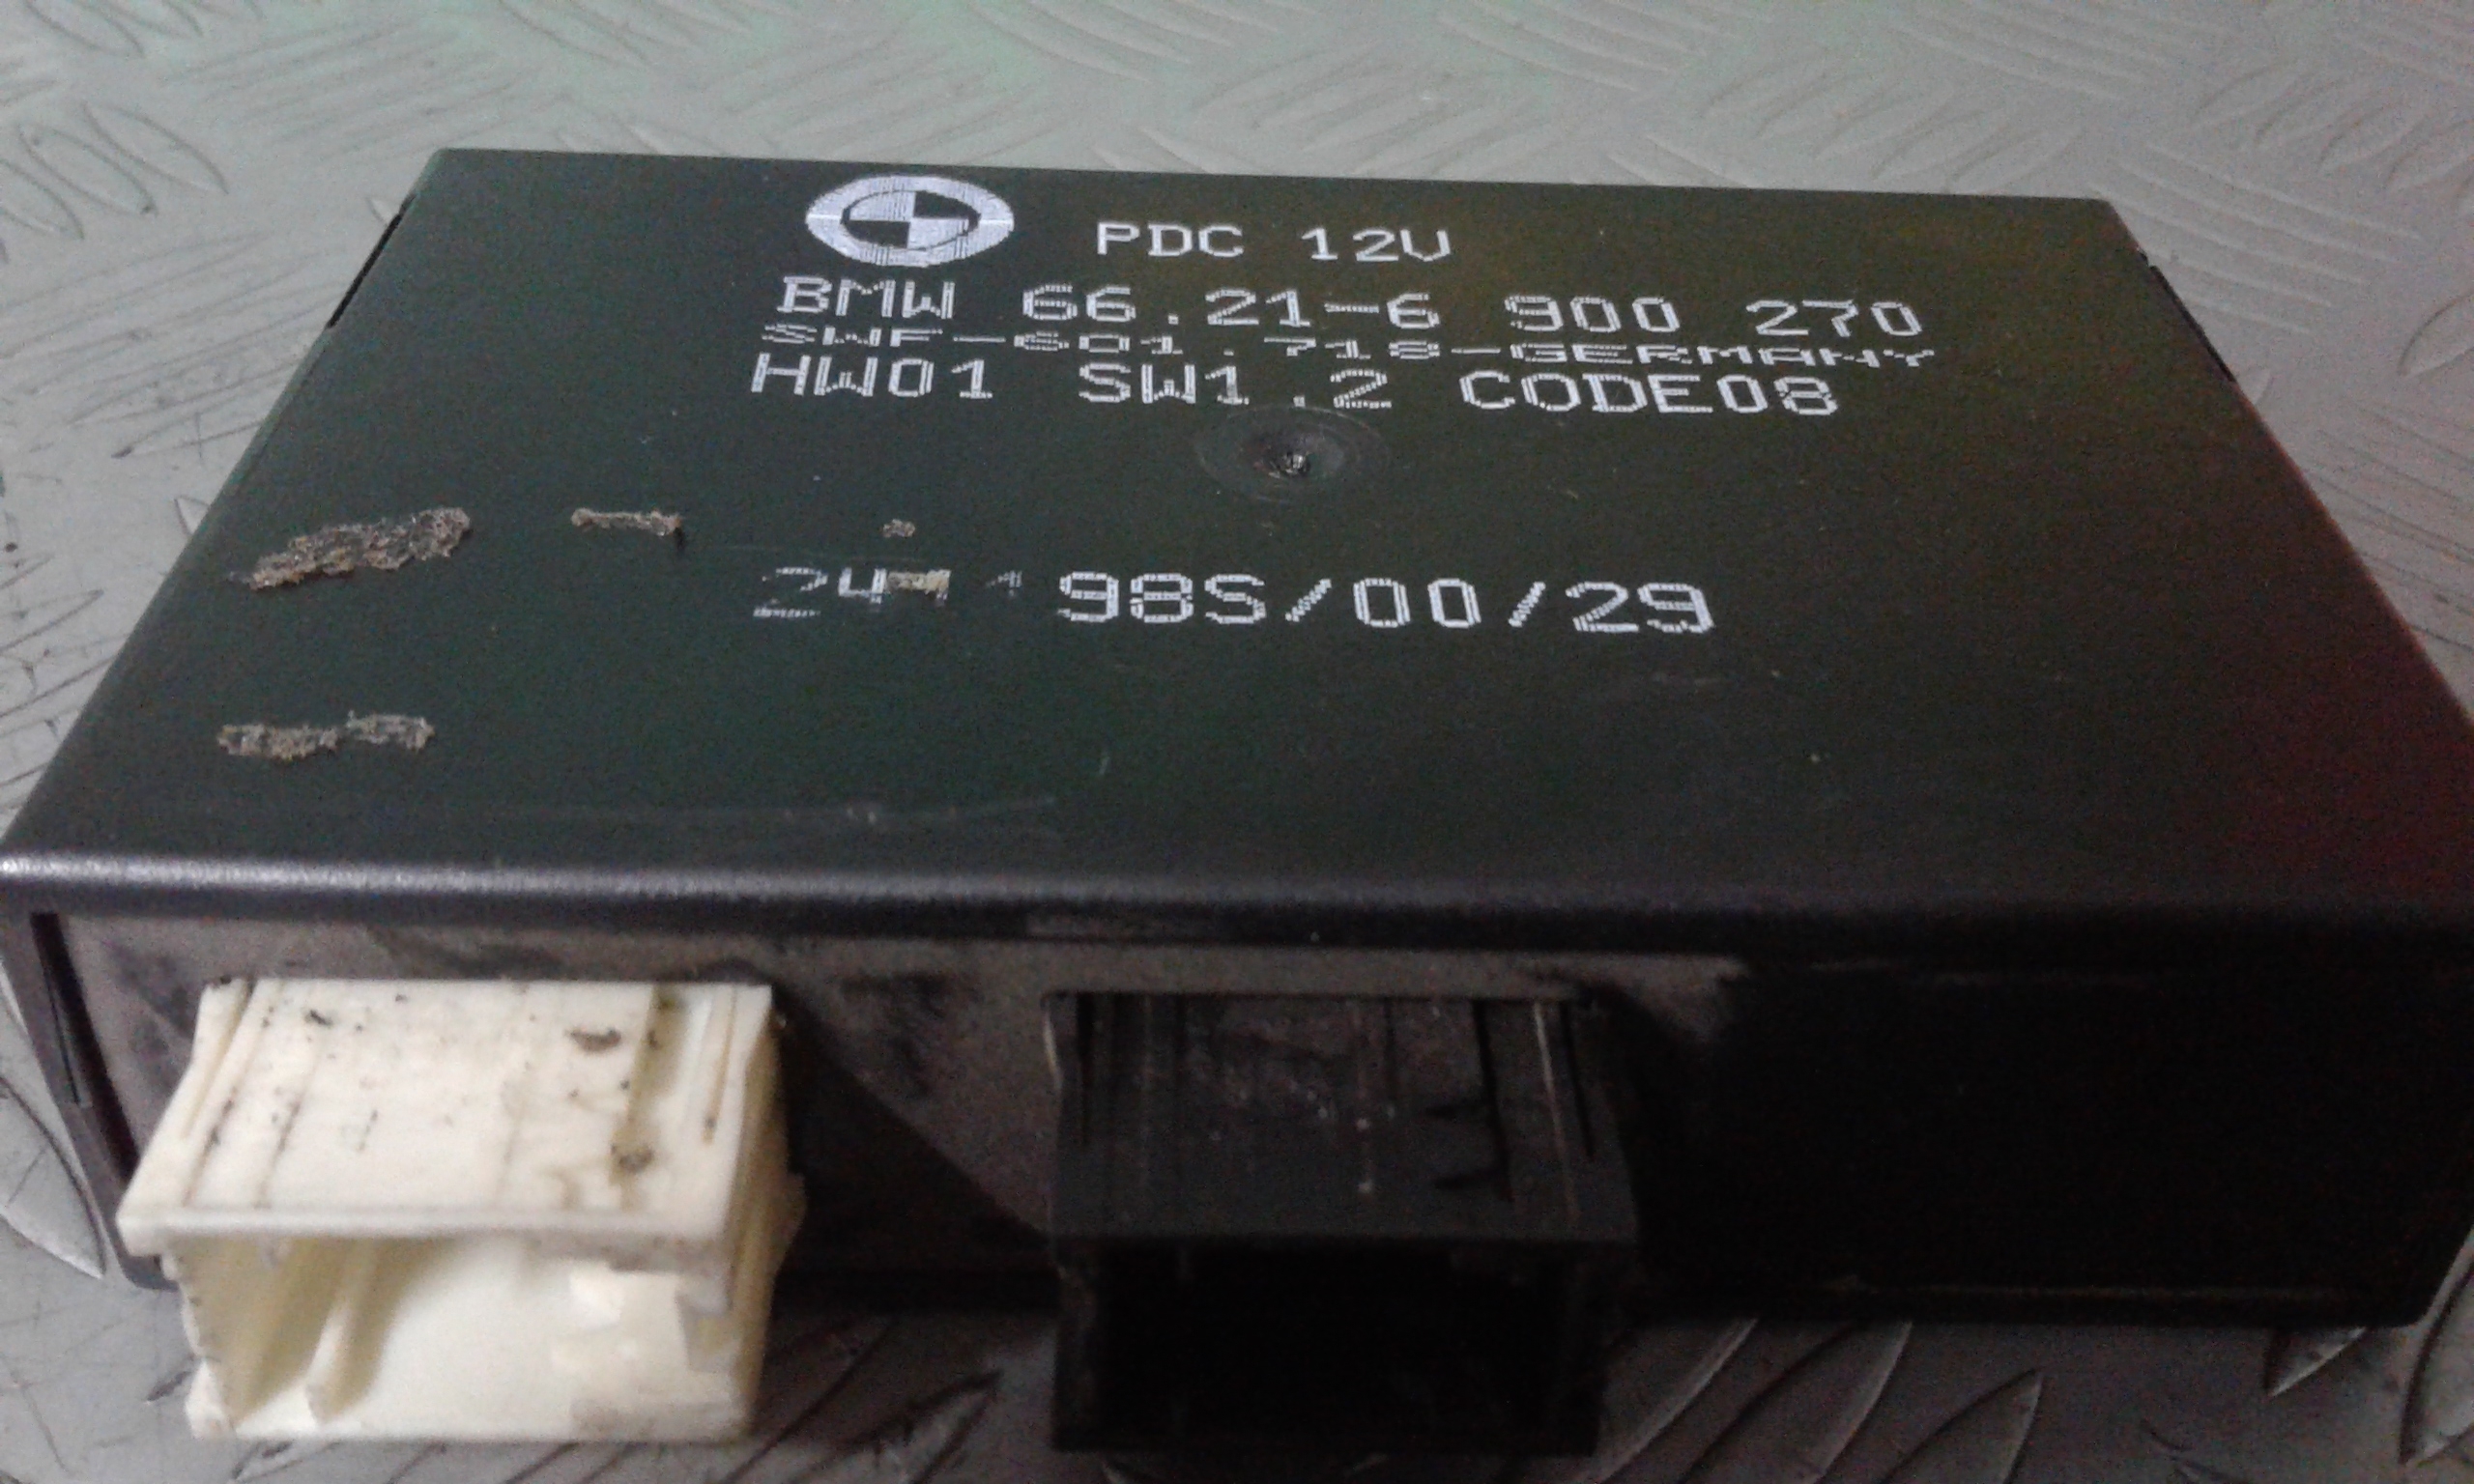 PDC 12V
BMW 66.21-6 900 270
SWF-601.718-GERMANY
HW01 SW1.2 CODE08
98S/00/29